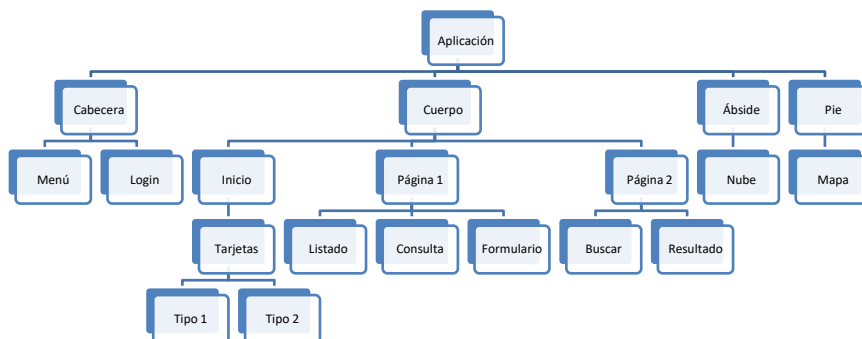 Aplicación
Cabecera
Cuerpo
Ábside
Pie
Menú
Login
Inicio
Página 1
Página 2
Nube
Mapa
Tarjetas
Listado
Consulta
Formulario
Buscar
Resultado
Tipo 1
Tipo 2